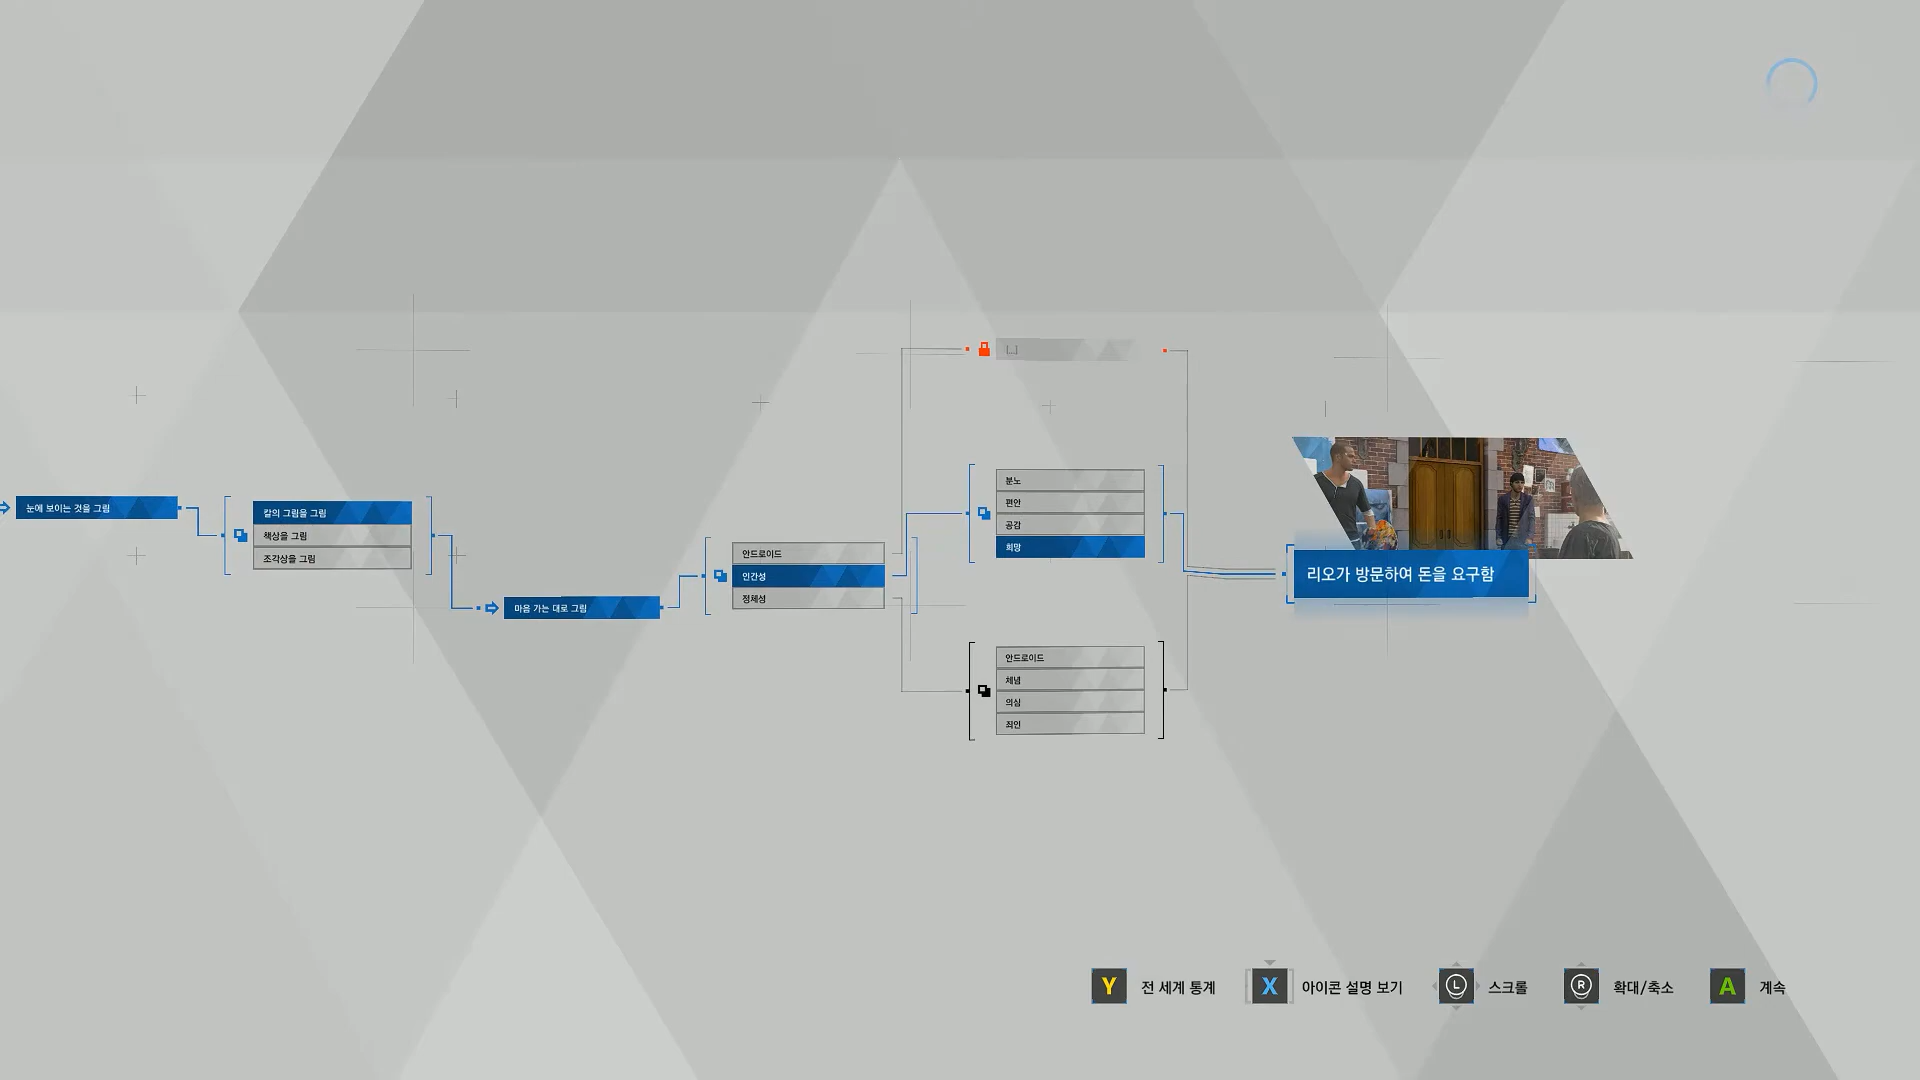 눈에 보이는 것을 그림
칼의 그림을 그림
책상을 그림
조각상을 그림
마음 가는 대로 그림
안드로이드
인간성
정체성
[...]
분노
편안
공감
희망
안드로이드
체념
의심
죄인
리오가 방문하여 돈을 요구함
Y 전 세계 통계
X 아이콘 설명 보기
L 스크롤
R 확대/축소
A 계속